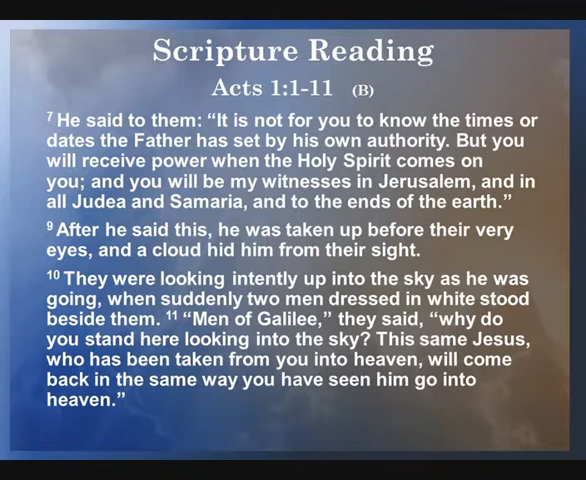 Scripture Reading
Acts 1:1-11 (B)
7 He said to them: “It is not for you to know the times or
dates the Father has set by his own authority. But you
will receive power when the Holy Spirit comes on
you; and you will be my witnesses in Jerusalem, and in
all Judea and Samaria, and to the ends of the earth.”
9 After he said this, he was taken up before their very
eyes, and a cloud hid him from their sight.
10 They were looking intently up into the sky as he was
going, when suddenly two men dressed in white stood
beside them. 11 “Men of Galilee,” they said, “why do
you stand here looking into the sky? This same Jesus,
who has been taken from you into heaven, will come
back in the same way you have seen him go into
heaven.”